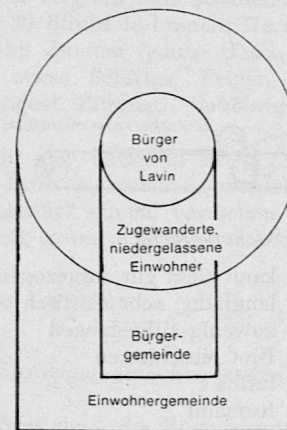 Bürger
von
Lavin
Zugewanderte,
niedergelassene
Einwohner
Bürger-
gemeinde
Einwohnergemeinde